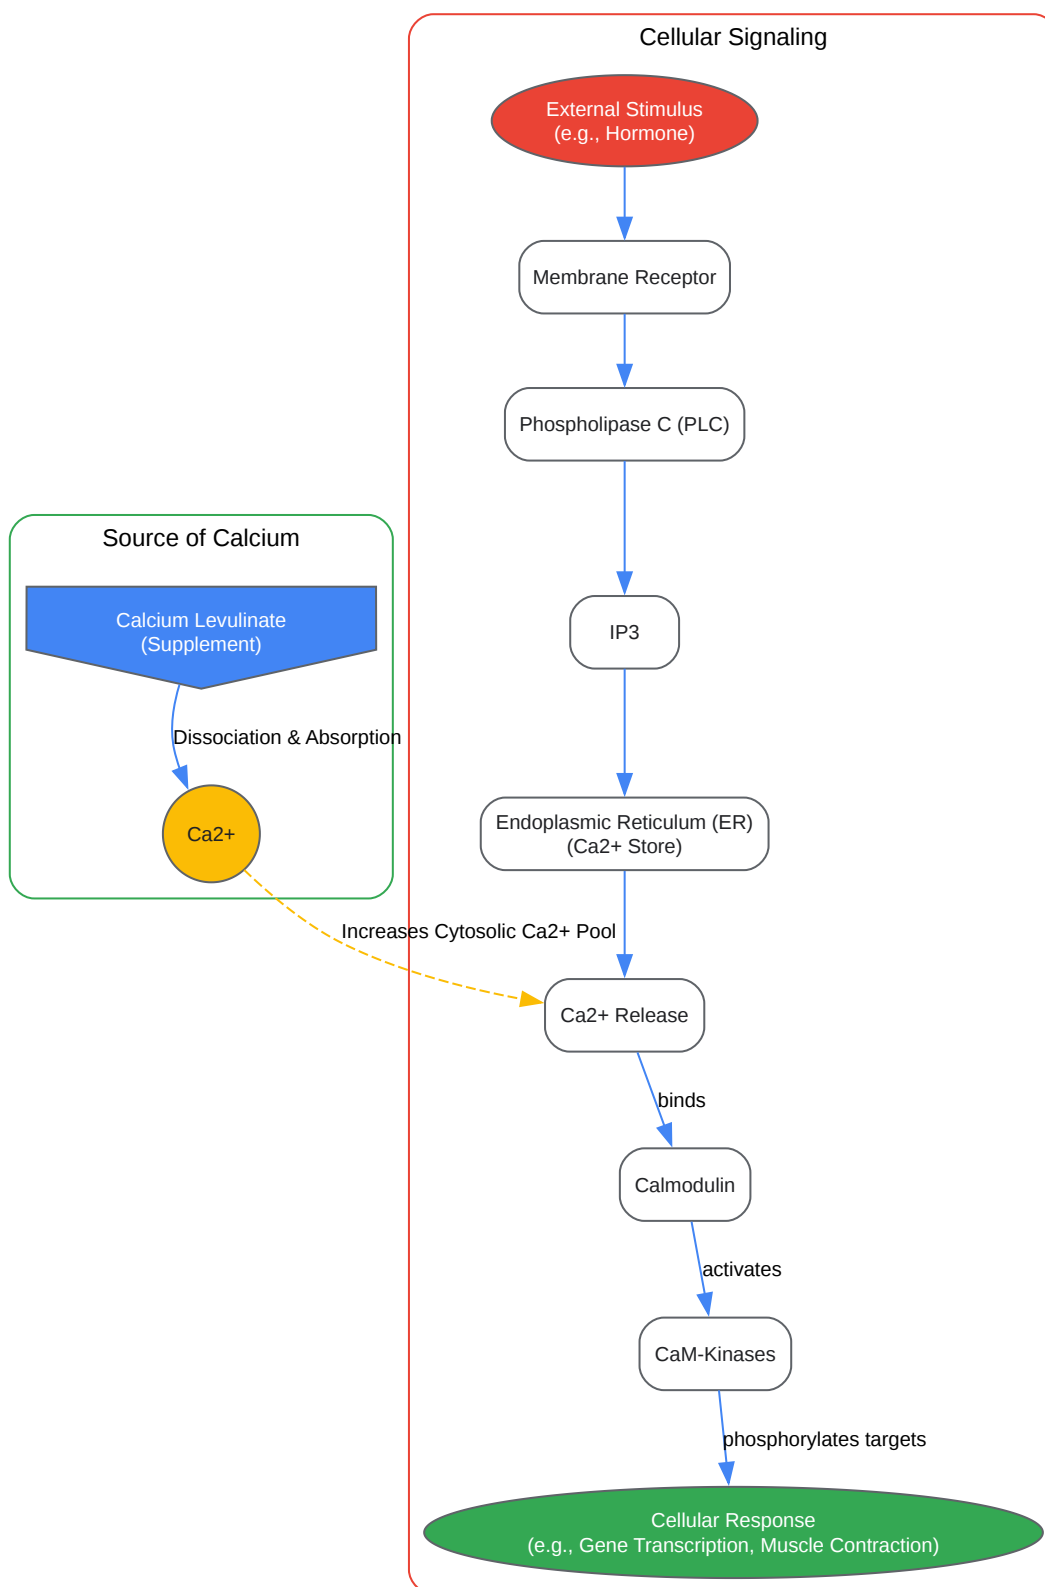 Cellular Signaling
External Stimulus
(e.g., Hormone)
Membrane Receptor
Phospholipase C (PLC)
Source of Calcium
Calcium Levulinate
(Supplement)
IP3
Dissociation & Absorption
Endoplasmic Reticulum (ER)
(Ca2+ Store)
Ca2+
Increases Cytosolic Ca2+ Pool
Ca2+ Release
binds
Calmodulin
activates
CaM-Kinases
phosphorylates targets
Cellular Response
(e.g., Gene Transcription, Muscle Contraction)